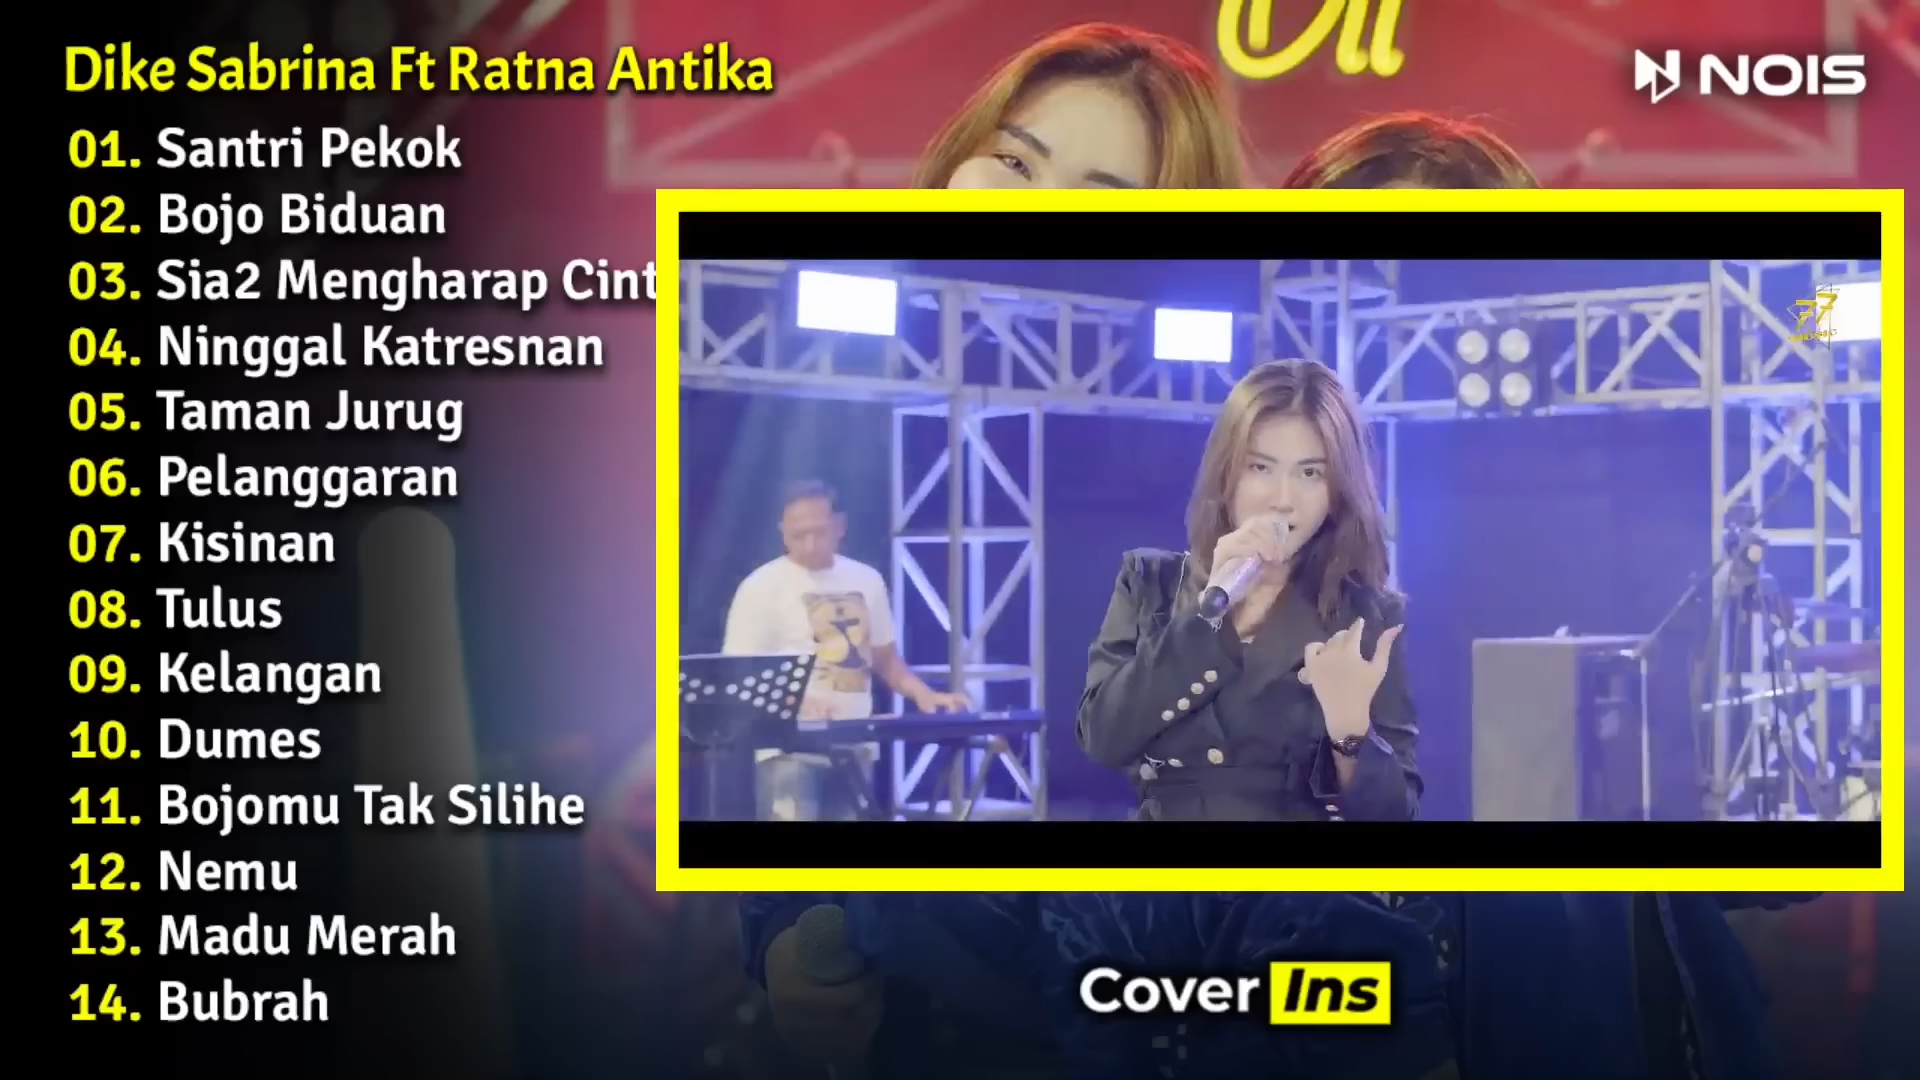 Dike Sabrina Ft Ratna Antika
NOIS
01. Santri Pekok
02. Bojo Biduan
03. Sia2 Mengharap Cint
04. Ninggal Katresnan
05. Taman Jurug
06. Pelanggaran
07. Kisinan
08. Tulus
09. Kelangan
10. Dumes
11. Bojomu Tak Silihe
12. Nemu
13. Madu Merah
14. Bubrah
77
Cover Ins